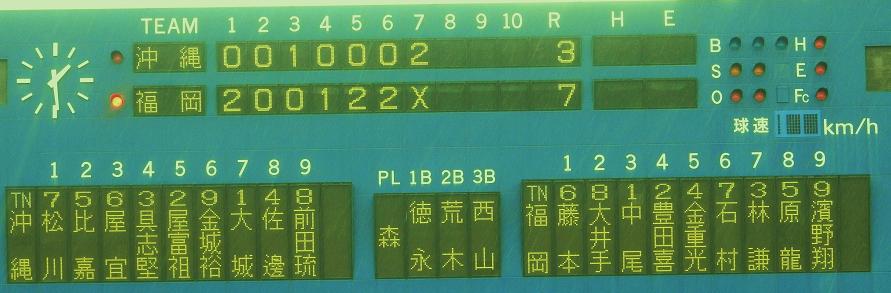 TEAM 1 2 3 4 5 6 7 8 9 10 R H E
沖縄 0 0 1 0 0 0 2 3
福岡 2 0 0 1 2 2 X 7
B H
S E
O Fc
球速 km/h
1 2 3 4 5 6 7 8 9
TN 7 5 6 3 2 9 1 4 8
沖縄 松川 比嘉 屋宜 具志堅 屋富祖 金城裕 大城 佐邊 前田琉
PL 1B 2B 3B
森 徳永 荒木 西山
1 2 3 4 5 6 7 8 9
TN 6 8 1 2 4 7 3 5 9
福岡 藤本 大井手 中尾 豊田喜 金重光 石村 林謙 原龍 濱野翔